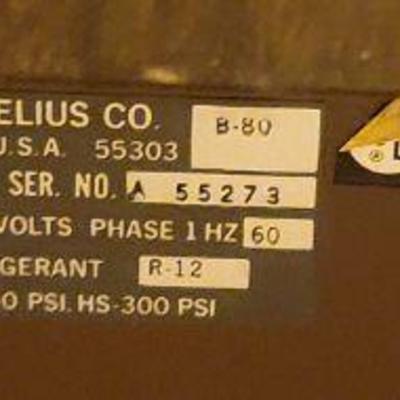 ELIUS CO. B-80
U.S.A. 55303
SER. NO. A 55273
VOLTS PHASE 1 HZ 60
GERANT R-12
0 PSI. HS-300 PSI
® L